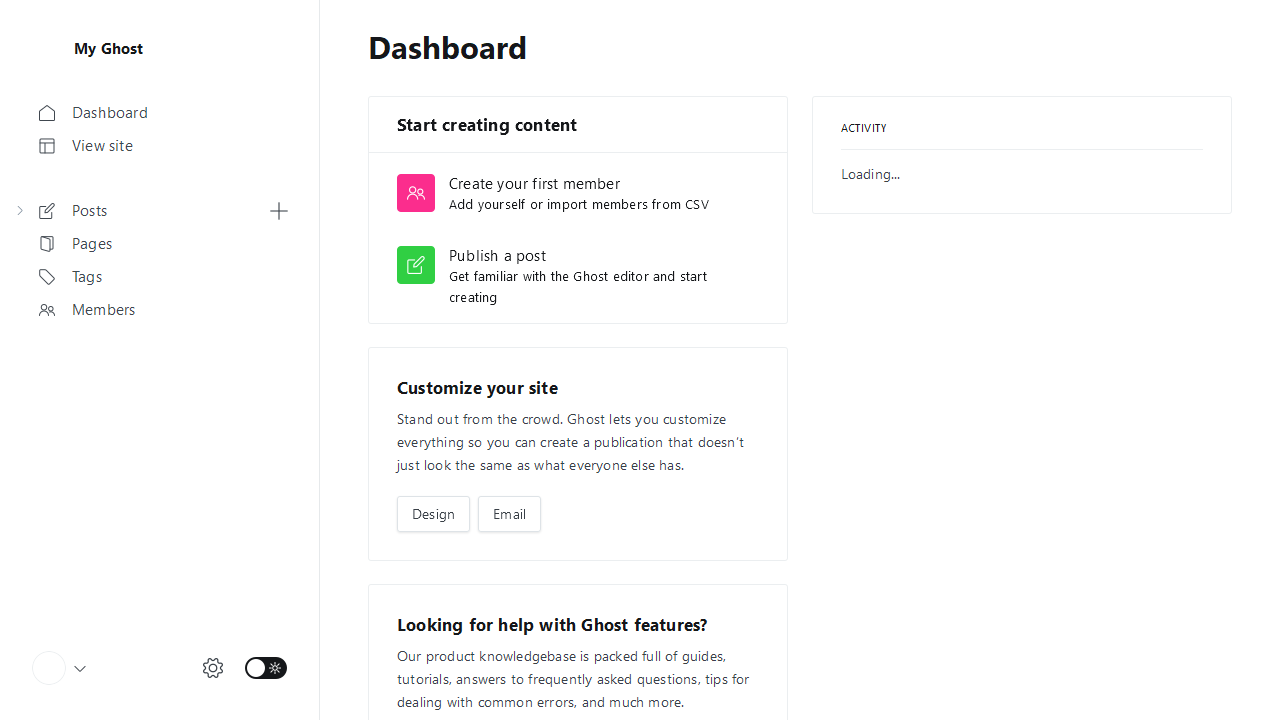 My Ghost
Dashboard
View site
Posts
Pages
Tags
Members
Dashboard
Start creating content
Create your first member
Add yourself or import members from CSV
Publish a post
Get familiar with the Ghost editor and start
creating
Customize your site
Stand out from the crowd. Ghost lets you customize
everything so you can create a publication that doesn’t
just look the same as what everyone else has.
Design
Email
Looking for help with Ghost features?
Our product knowledgebase is packed full of guides,
tutorials, answers to frequently asked questions, tips for
dealing with common errors, and much more.
ACTIVITY
Loading...